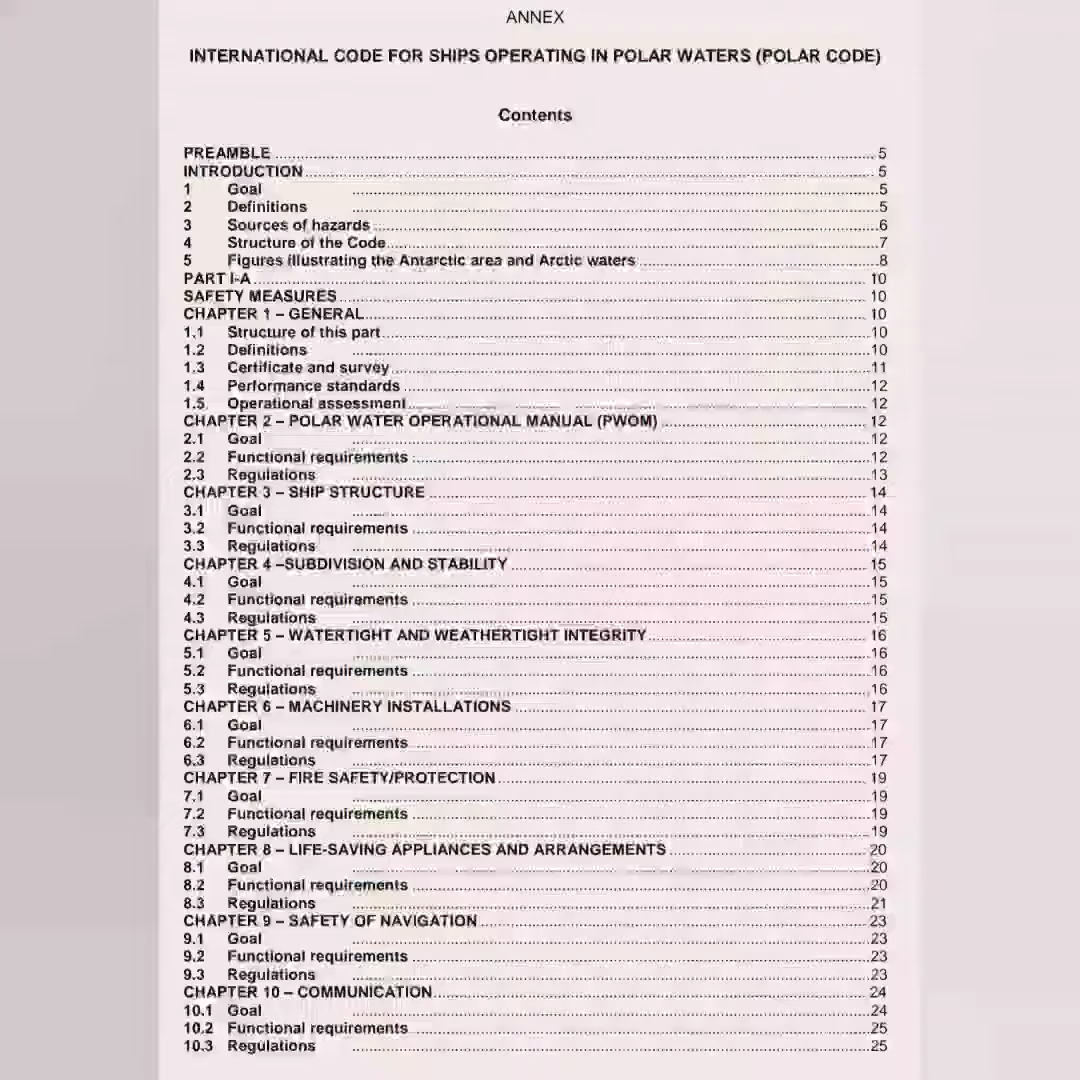 ANNEX
INTERNATIONAL CODE FOR SHIPS OPERATING IN POLAR WATERS (POLAR CODE)
Contents
PREAMBLE 5
INTRODUCTION 5
1 Goal 5
2 Definitions 5
3 Sources of hazards 6
4 Structure of the Code 7
5 Figures illustrating the Antarctic area and Arctic waters 8
PART I-A 10
SAFETY MEASURES 10
CHAPTER 1 – GENERAL 10
1.1 Structure of this part 10
1.2 Definitions 10
1.3 Certificate and survey 11
1.4 Performance standards 12
1.5 Operational assessment 12
CHAPTER 2 – POLAR WATER OPERATIONAL MANUAL (PWOM) 12
2.1 Goal 12
2.2 Functional requirements 12
2.3 Regulations 13
CHAPTER 3 – SHIP STRUCTURE 14
3.1 Goal 14
3.2 Functional requirements 14
3.3 Regulations 14
CHAPTER 4 –SUBDIVISION AND STABILITY 15
4.1 Goal 15
4.2 Functional requirements 15
4.3 Regulations 15
CHAPTER 5 – WATERTIGHT AND WEATHERTIGHT INTEGRITY 16
5.1 Goal 16
5.2 Functional requirements 16
5.3 Regulations 16
CHAPTER 6 – MACHINERY INSTALLATIONS 17
6.1 Goal 17
6.2 Functional requirements 17
6.3 Regulations 17
CHAPTER 7 – FIRE SAFETY/PROTECTION 19
7.1 Goal 19
7.2 Functional requirements 19
7.3 Regulations 19
CHAPTER 8 – LIFE-SAVING APPLIANCES AND ARRANGEMENTS 20
8.1 Goal 20
8.2 Functional requirements 20
8.3 Regulations 21
CHAPTER 9 – SAFETY OF NAVIGATION 23
9.1 Goal 23
9.2 Functional requirements 23
9.3 Regulations 23
CHAPTER 10 – COMMUNICATION 24
10.1 Goal 24
10.2 Functional requirements 25
10.3 Regulations 25